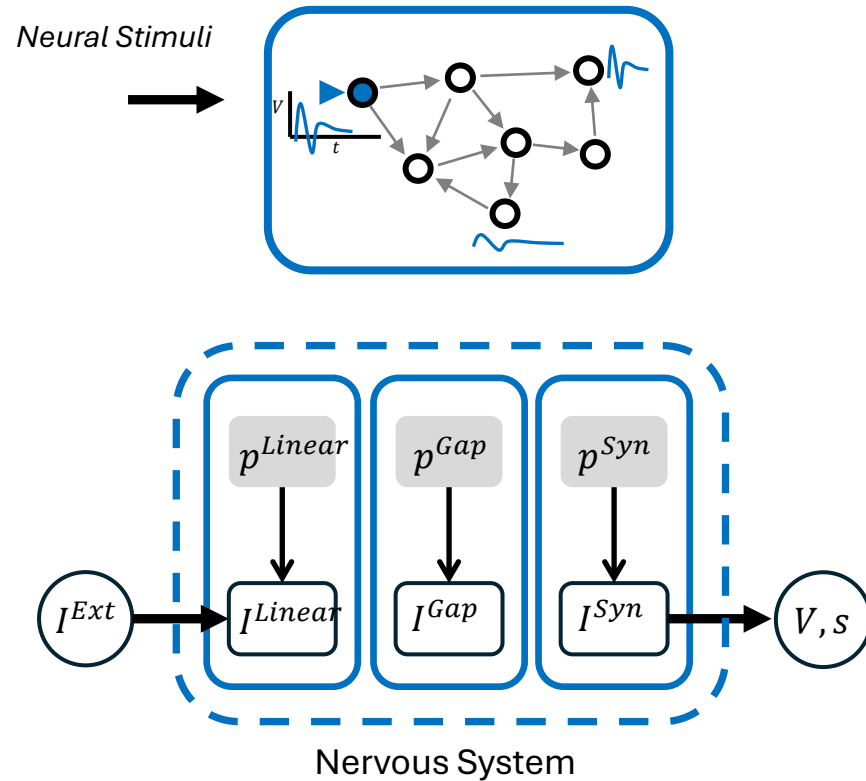 Neural Stimuli
V
t
p^{Linear} p^{Gap} p^{Syn}
I^{Ext} I^{Linear} I^{Gap} I^{Syn} V, s
Nervous System